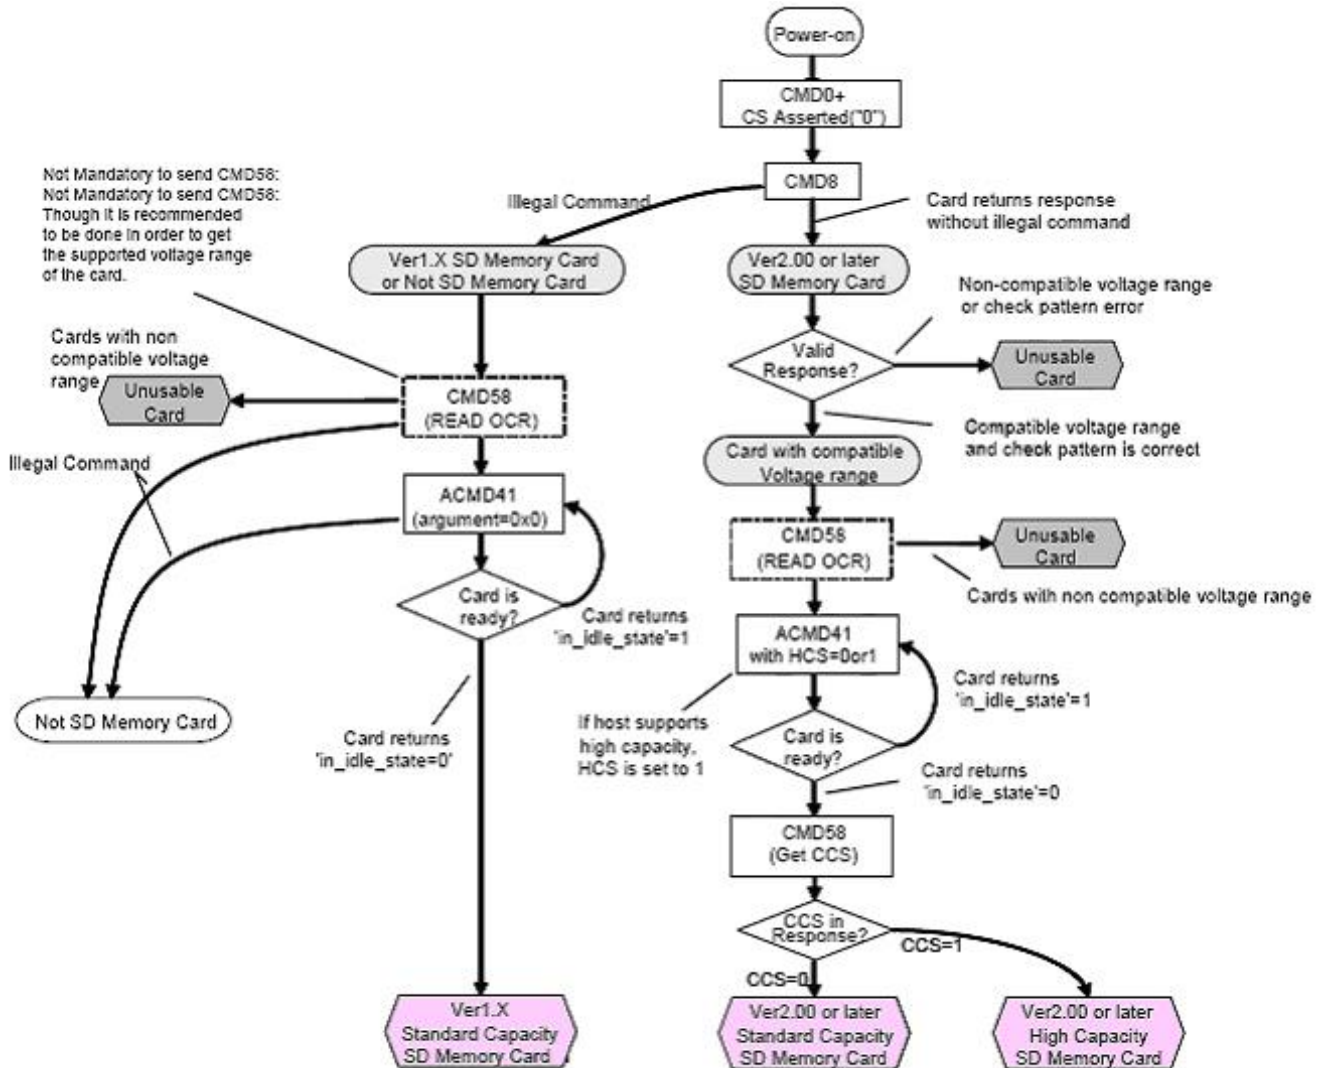 Power-on
CMD0+
CS Asserted("0")
CMD8
Illegal Command
Card returns response
without illegal command
Not Mandatory to send CMD58:
Not Mandatory to send CMD58:
Though it is recommended
to be done in order to get
the supported voltage range
of the card.
Ver1.X SD Memory Card
or Not SD Memory Card
Ver2.00 or later
SD Memory Card
Non-compatible voltage range
or check pattern error
Cards with non
compatible voltage
range
Unusable
Card
CMD58
(READ OCR)
Valid
Response?
Unusable
Card
Compatible voltage range
and check pattern is correct
Card with compatible
Voltage range
Illegal Command
ACMD41
(argument=0x0)
CMD58
(READ OCR)
Unusable
Card
Cards with non compatible voltage range
Card is
ready?
Card returns
'in_idle_state'=1
ACMD41
with HCS=0or1
Card returns
'in_idle_state'=1
Not SD Memory Card
Card returns
'in_idle_state=0'
If host supports
high capacity,
HCS is set to 1
Card is
ready?
Card returns
'in_idle_state'=0
CMD58
(Get CCS)
CCS in
Response?
CCS=1
CCS=0
Ver1.X
Standard Capacity
SD Memory Card
Ver2.00 or later
Standard Capacity
SD Memory Card
Ver2.00 or later
High Capacity
SD Memory Card